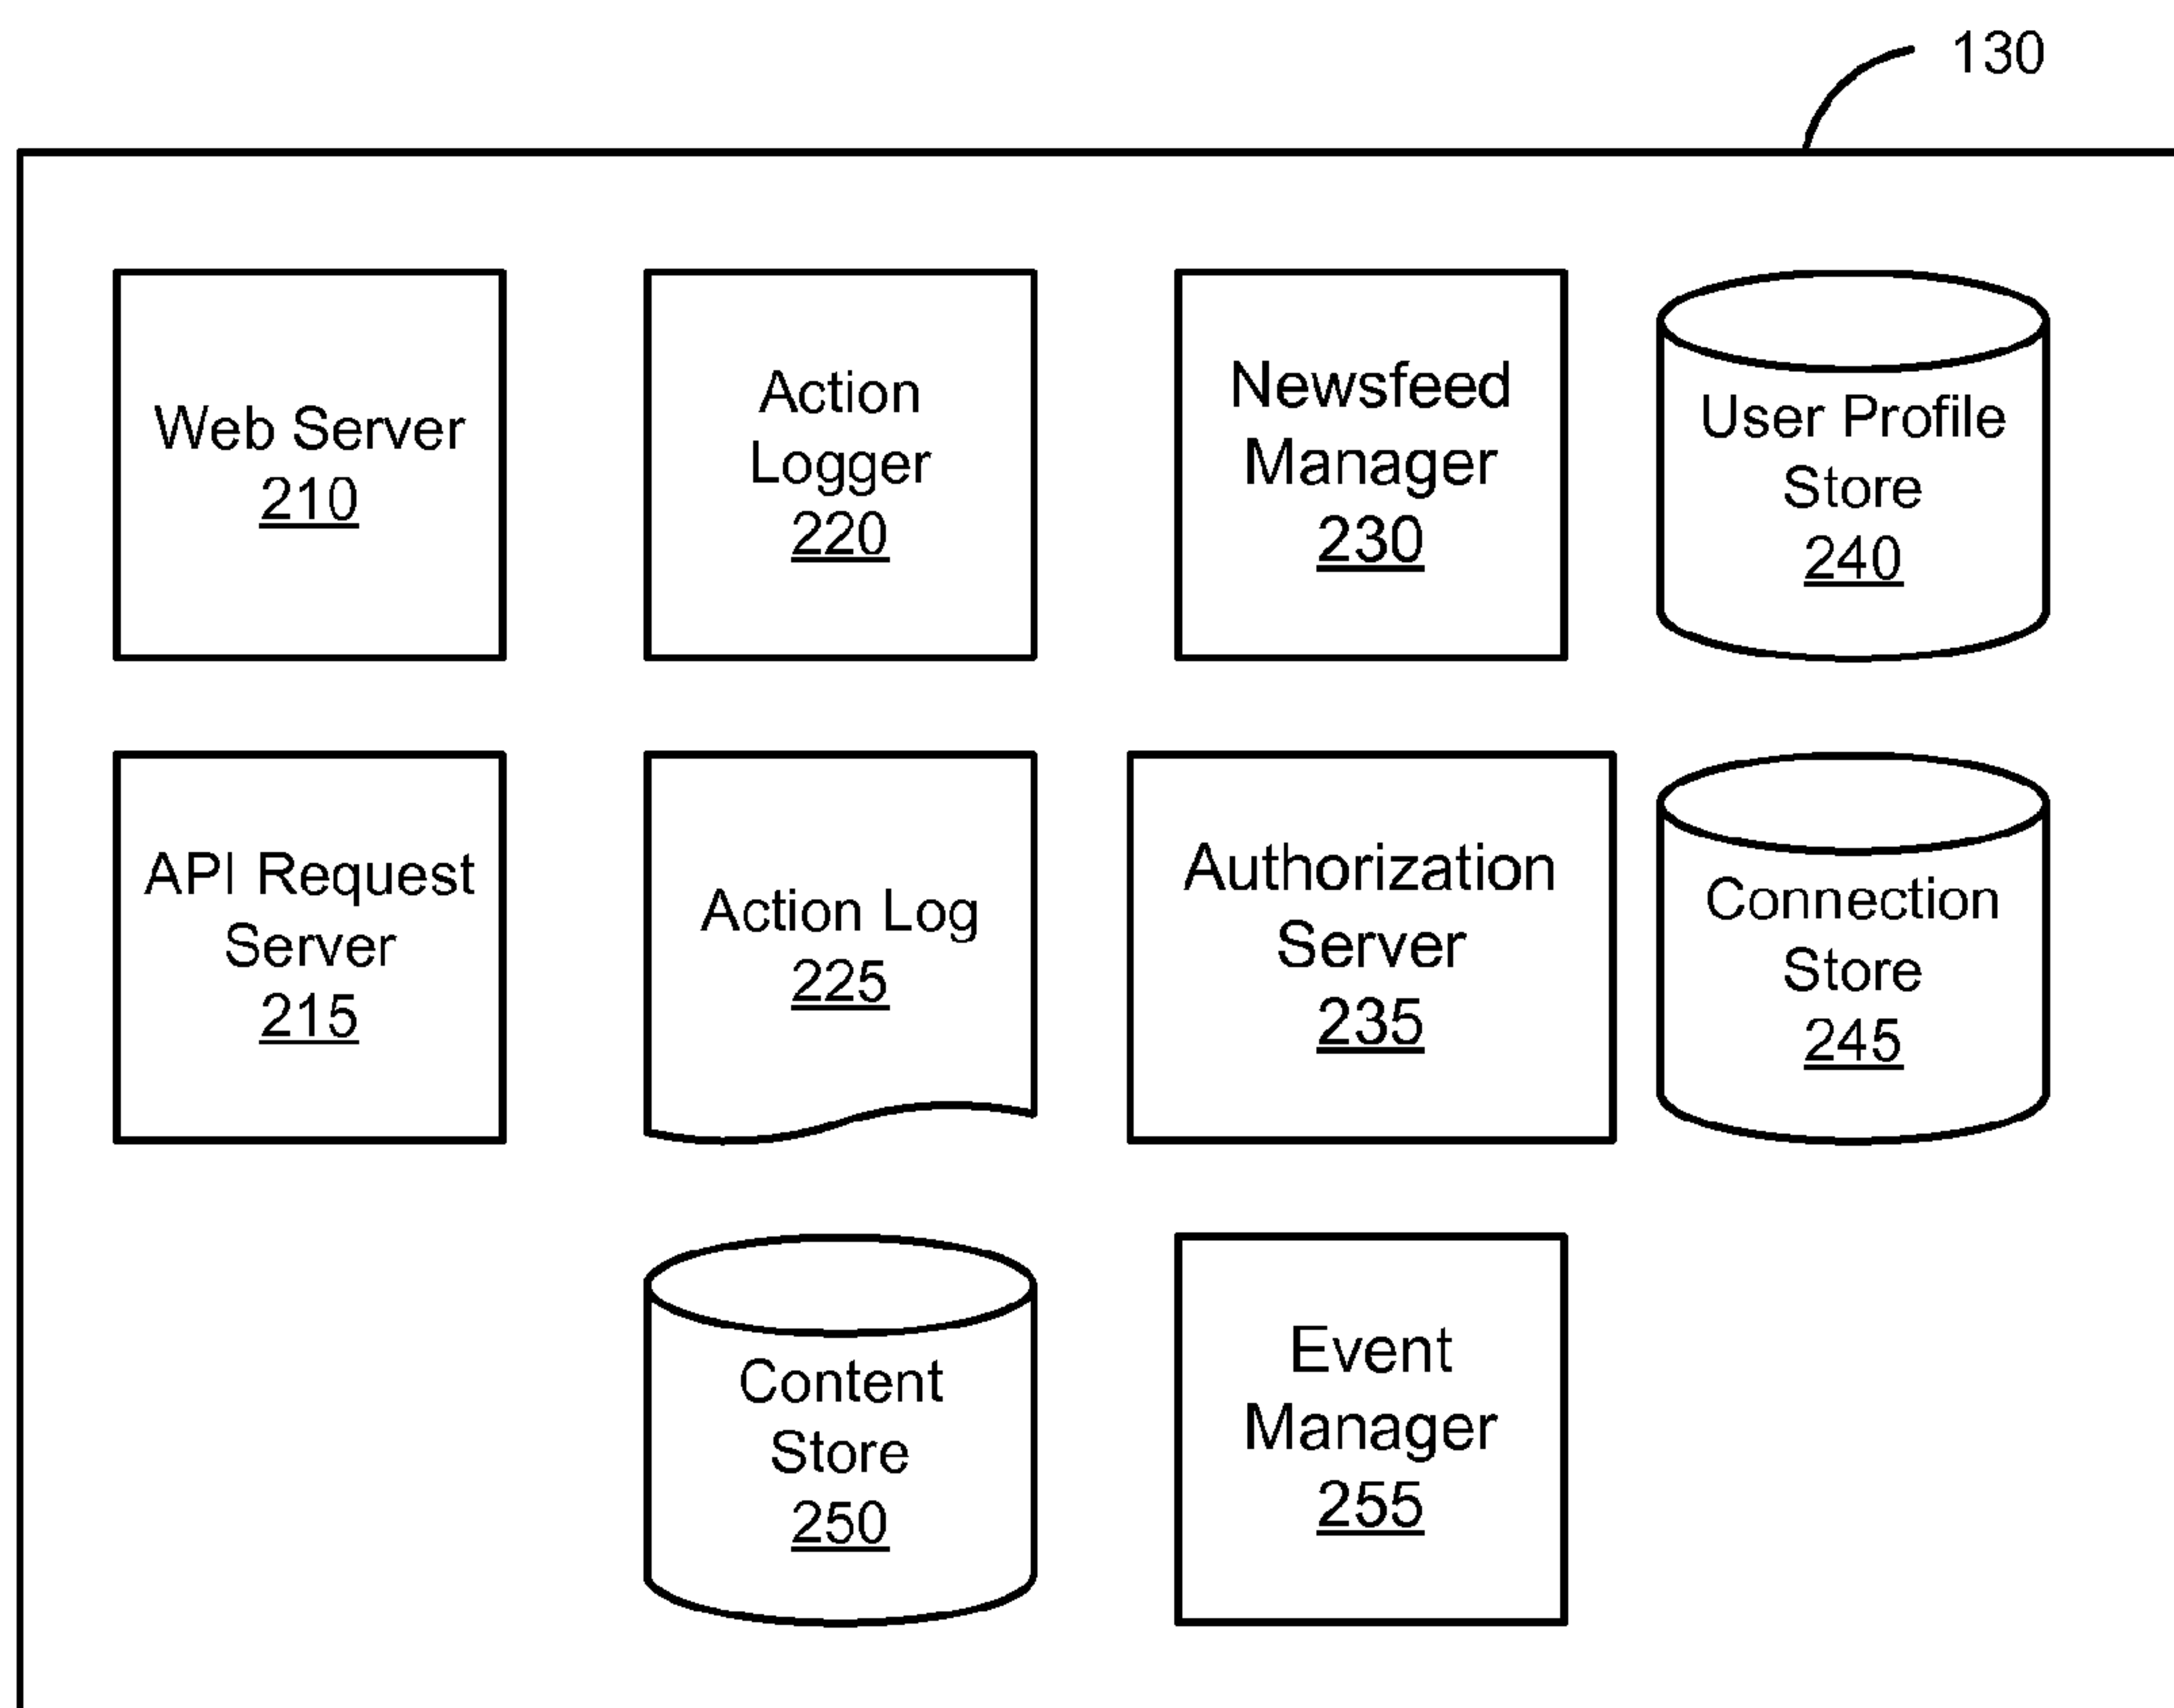 130
Web Server
210
Action
Logger
220
Newsfeed
Manager
230
User Profile
Store
240
API Request
Server
215
Action Log
225
Authorization
Server
235
Connection
Store
245
Content
Store
250
Event
Manager
255